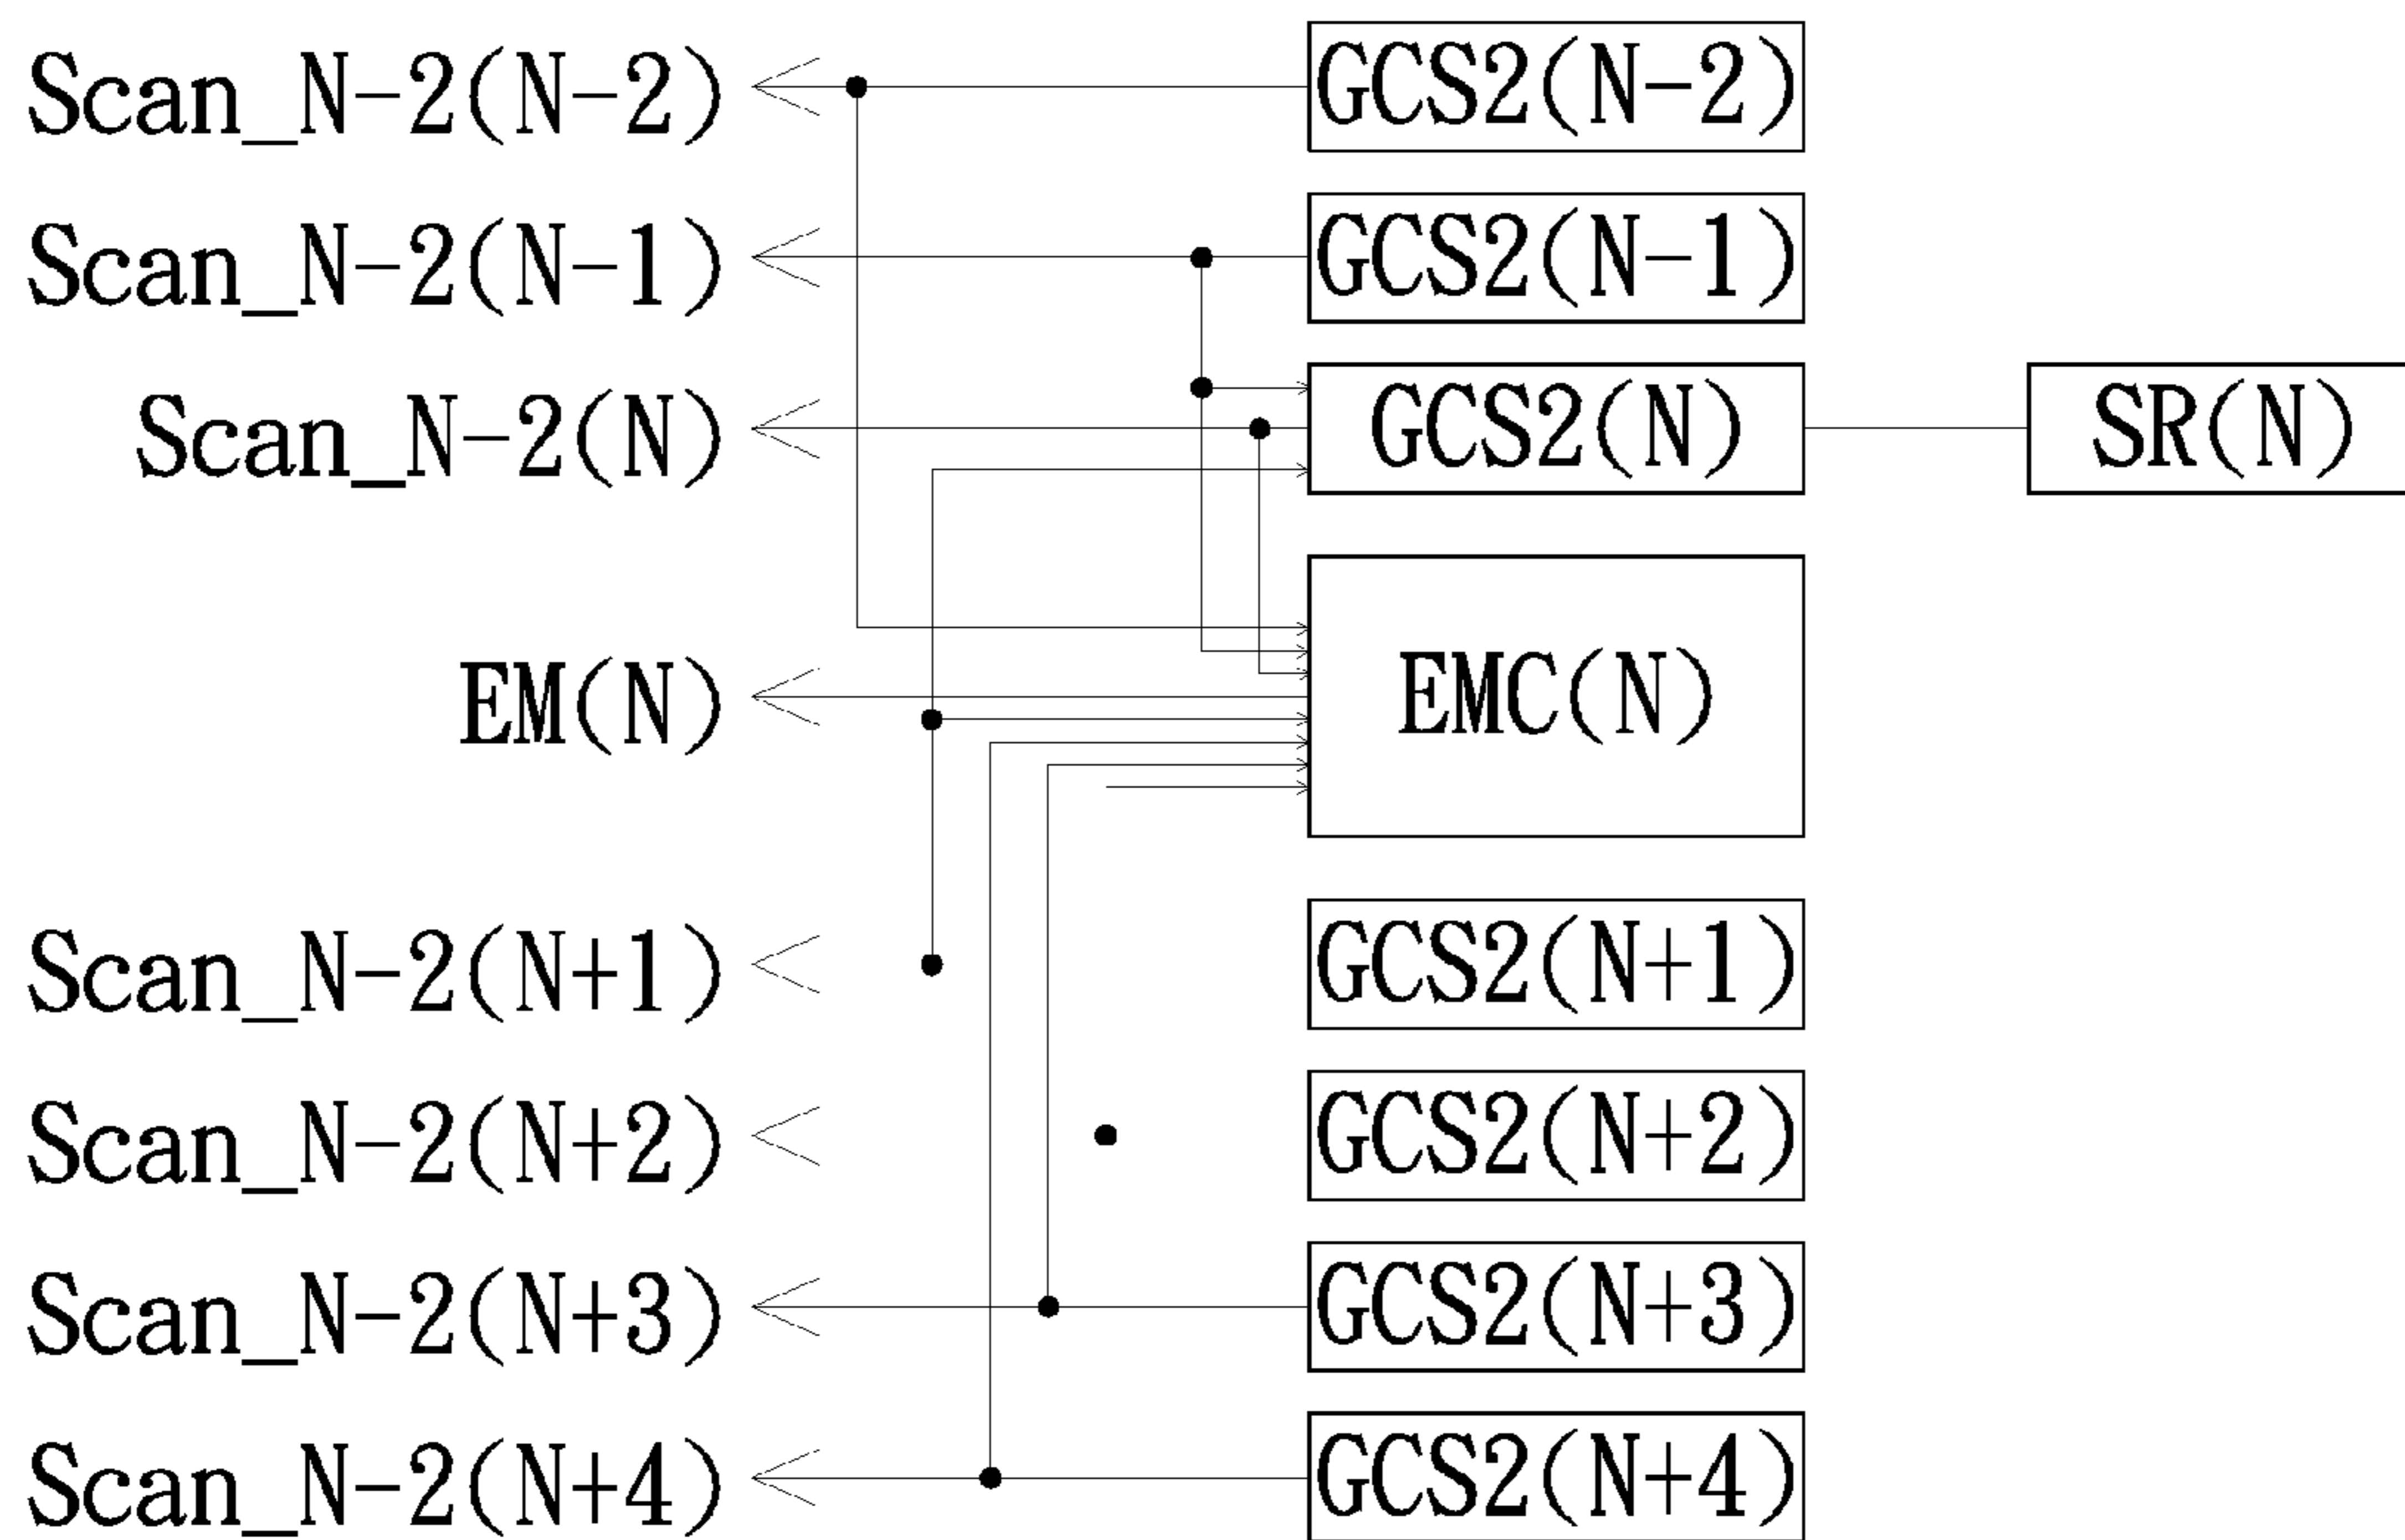 Scan_N-2(N-2) GCS2(N-2)
Scan_N-2(N-1) GCS2(N-1)
Scan_N-2(N) GCS2(N) SR(N)
EM(N) EMC(N)
Scan_N-2(N+1) GCS2(N+1)
Scan_N-2(N+2) GCS2(N+2)
Scan_N-2(N+3) GCS2(N+3)
Scan_N-2(N+4) GCS2(N+4)